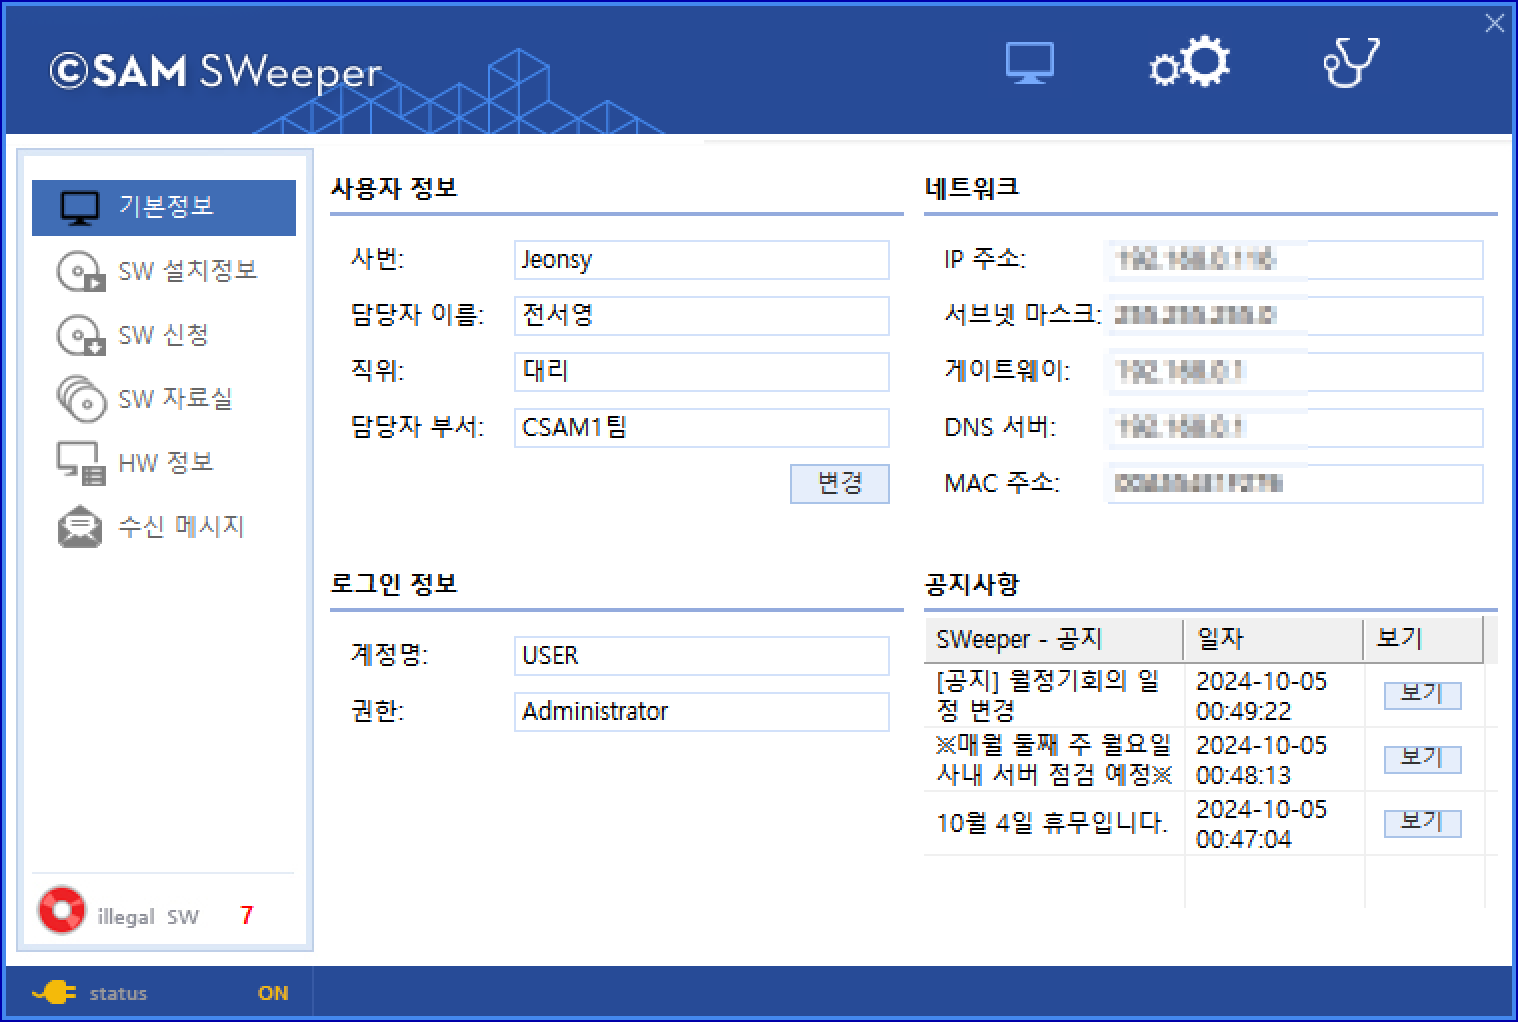 ©SAM SWeeper
기본정보
SW 설치정보
SW 신청
SW 자료실
HW 정보
수신 메시지
illegal SW 7
status ON
사용자 정보
사번: Jeonsy
담당자 이름: 전서영
직위: 대리
담당자 부서: CSAM1팀
변경
네트워크
IP 주소:
서브넷 마스크:
게이트웨이:
DNS 서버:
MAC 주소:
로그인 정보
계정명: USER
권한: Administrator
공지사항
SWeeper - 공지 일자 보기
[공지] 월정기회의 일
정 변경
2024-10-05
00:49:22
보기
※매월 둘째 주 월요일
사내 서버 점검 예정※
2024-10-05
00:48:13
보기
10월 4일 휴무입니다.
2024-10-05
00:47:04
보기